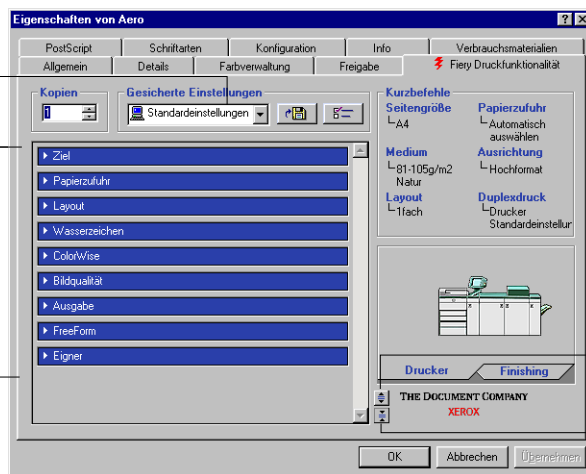 Eigenschaften von Aero
PostScript
Schriftarten
Konfiguration
Info
Verbrauchsmaterialien
Allgemein
Details
Farbverwaltung
Freigabe
Fiery Druckfunktionalität
Kopien
1
Gesicherte Einstellungen
Standardeinstellungen
Ziel
Papierzufuhr
Layout
Wasserzeichen
ColorWise
Bildqualität
Ausgabe
FreeForm
Eigner
Kurzbefehle
Seitengröße
A4
Papierzufuhr
Automatisch
auswählen
Medium
81-105g/m2
Natur
Ausrichtung
Hochformat
Layout
1fach
Duplexdruck
Drucker
Standardeinstellur
Drucker
Finishing
THE DOCUMENT COMPANY
XEROX
OK
Abbrechen
Übernehmen